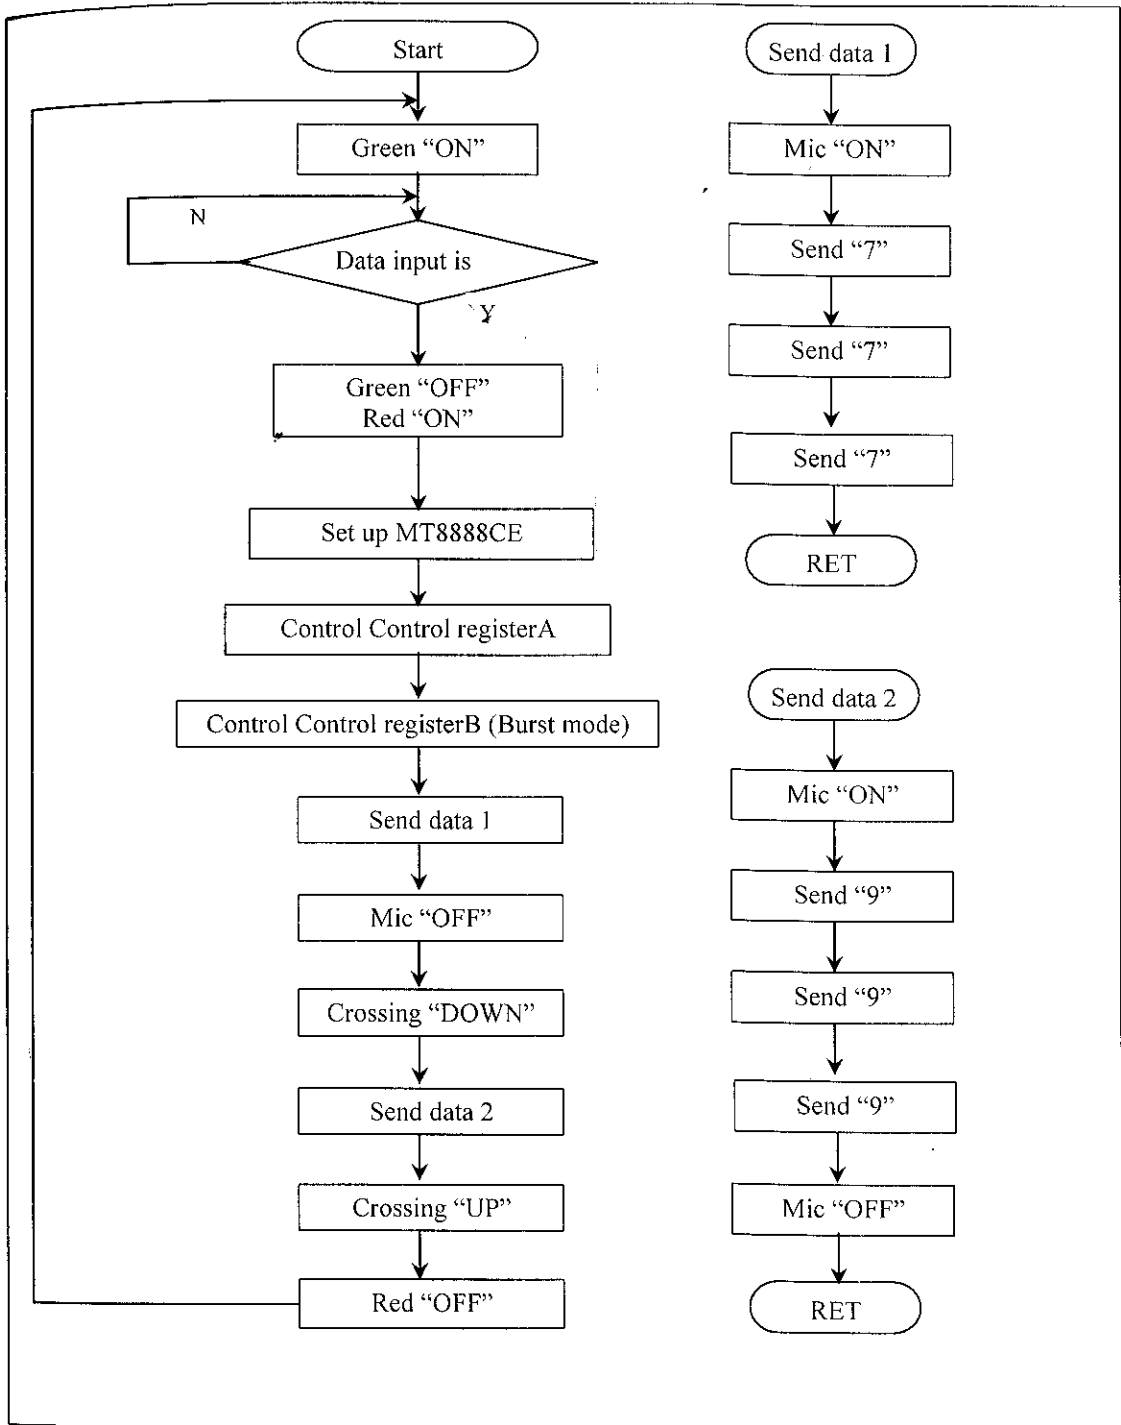 Start
Green “ON”
N
Data input is
Y
Green “OFF”
Red “ON”
Set up MT8888CE
Control Control registerA
Control Control registerB (Burst mode)
Send data 1
Mic “OFF”
Crossing “DOWN”
Send data 2
Crossing “UP”
Red “OFF”
Send data 1
Mic “ON”
Send “7”
Send “7”
Send “7”
RET
Send data 2
Mic “ON”
Send “9”
Send “9”
Send “9”
Mic “OFF”
RET